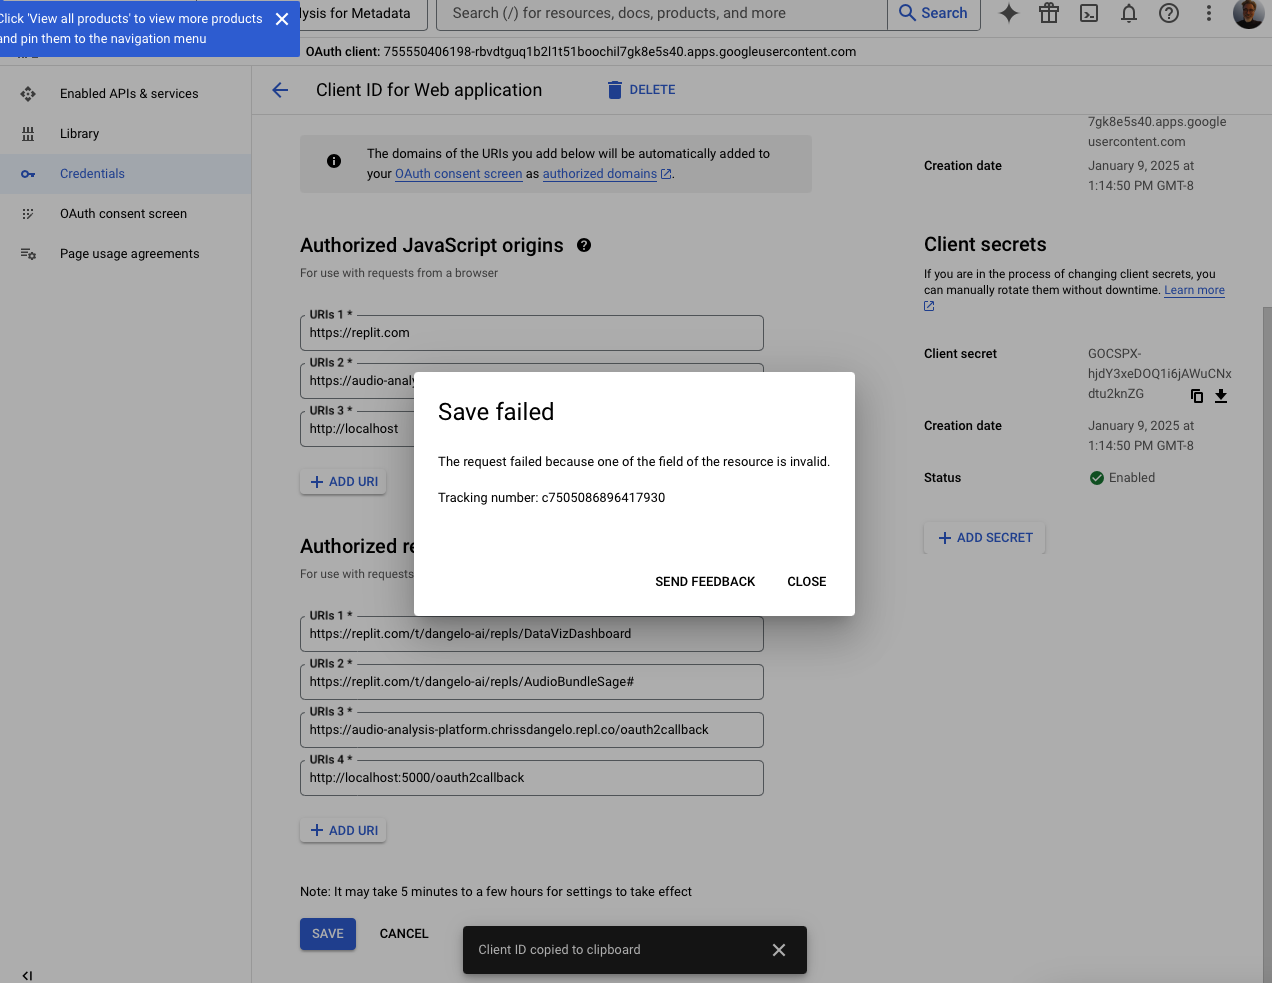 Click 'View all products' to view more products
and pin them to the navigation menu
lysis for Metadata
Search (/) for resources, docs, products, and more
Search
OAuth client: 755550406198-rbvdtguq1b2l1t51boochil7gk8e5s40.apps.googleusercontent.com
Enabled APIs & services
Library
Credentials
OAuth consent screen
Page usage agreements
Client ID for Web application
DELETE
The domains of the URIs you add below will be automatically added to
your OAuth consent screen as authorized domains.
Authorized JavaScript origins
For use with requests from a browser
URIs 1 *
https://replit.com
URIs 2 *
https://audio-analy
URIs 3 *
http://localhost
+ ADD URI
Authorized re
For use with requests
URIs 1 *
https://replit.com/t/dangelo-ai/repls/DataVizDashboard
URIs 2 *
https://replit.com/t/dangelo-ai/repls/AudioBundleSage#
URIs 3 *
https://audio-analysis-platform.chrissdangelo.repl.co/oauth2callback
URIs 4 *
http://localhost:5000/oauth2callback
+ ADD URI
Note: It may take 5 minutes to a few hours for settings to take effect
SAVE
CANCEL
Save failed
The request failed because one of the field of the resource is invalid.
Tracking number: c7505086896417930
SEND FEEDBACK
CLOSE
Client ID copied to clipboard
7gk8e5s40.apps.google
usercontent.com
Creation date
January 9, 2025 at
1:14:50 PM GMT-8
Client secrets
If you are in the process of changing client secrets, you
can manually rotate them without downtime. Learn more
Client secret
GOCSPX-
hjdY3xeDOQ1i6jAWuCNx
dtu2knZG
Creation date
January 9, 2025 at
1:14:50 PM GMT-8
Status
Enabled
+ ADD SECRET